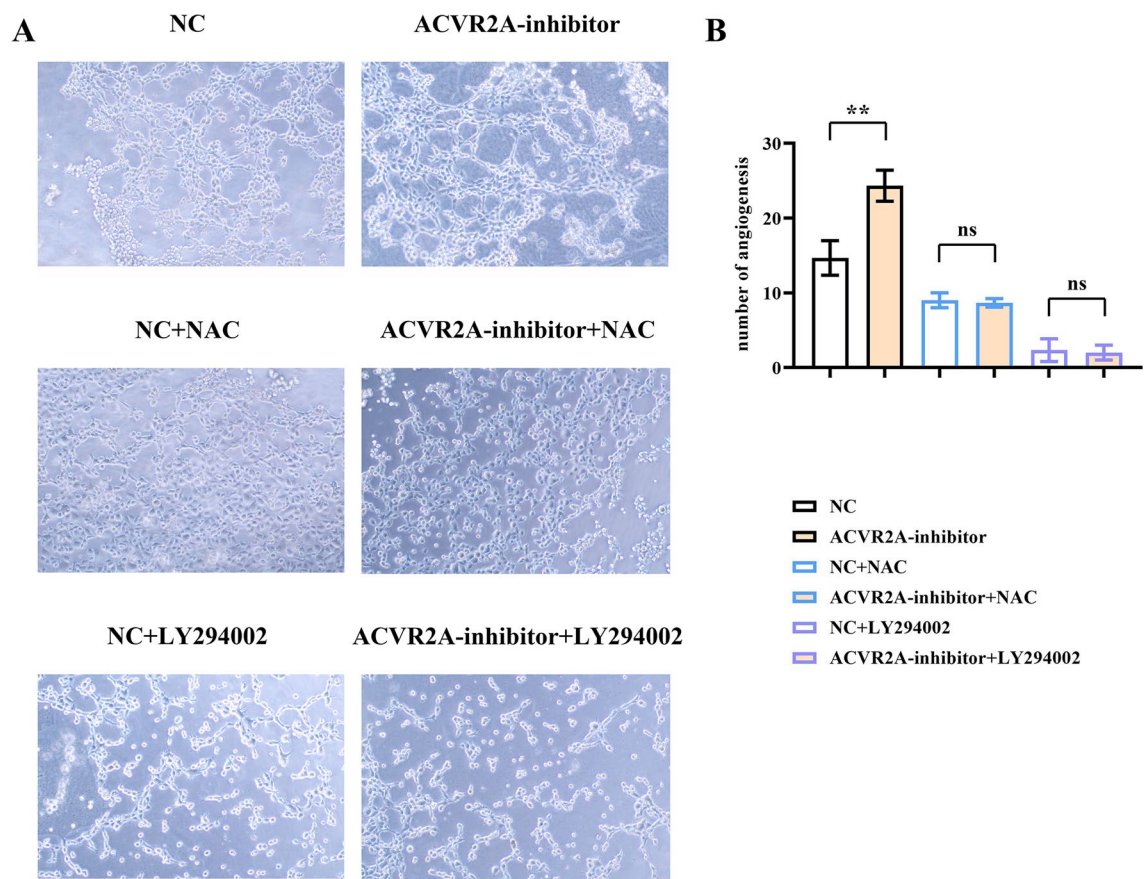 A
NC
ACVR2A-inhibitor
NC+NAC
ACVR2A-inhibitor+NAC
NC+LY294002
ACVR2A-inhibitor+LY294002
B
number of angiogenesis
30
20
10
0
**
ns
ns
NC
ACVR2A-inhibitor
NC+NAC
ACVR2A-inhibitor+NAC
NC+LY294002
ACVR2A-inhibitor+LY294002